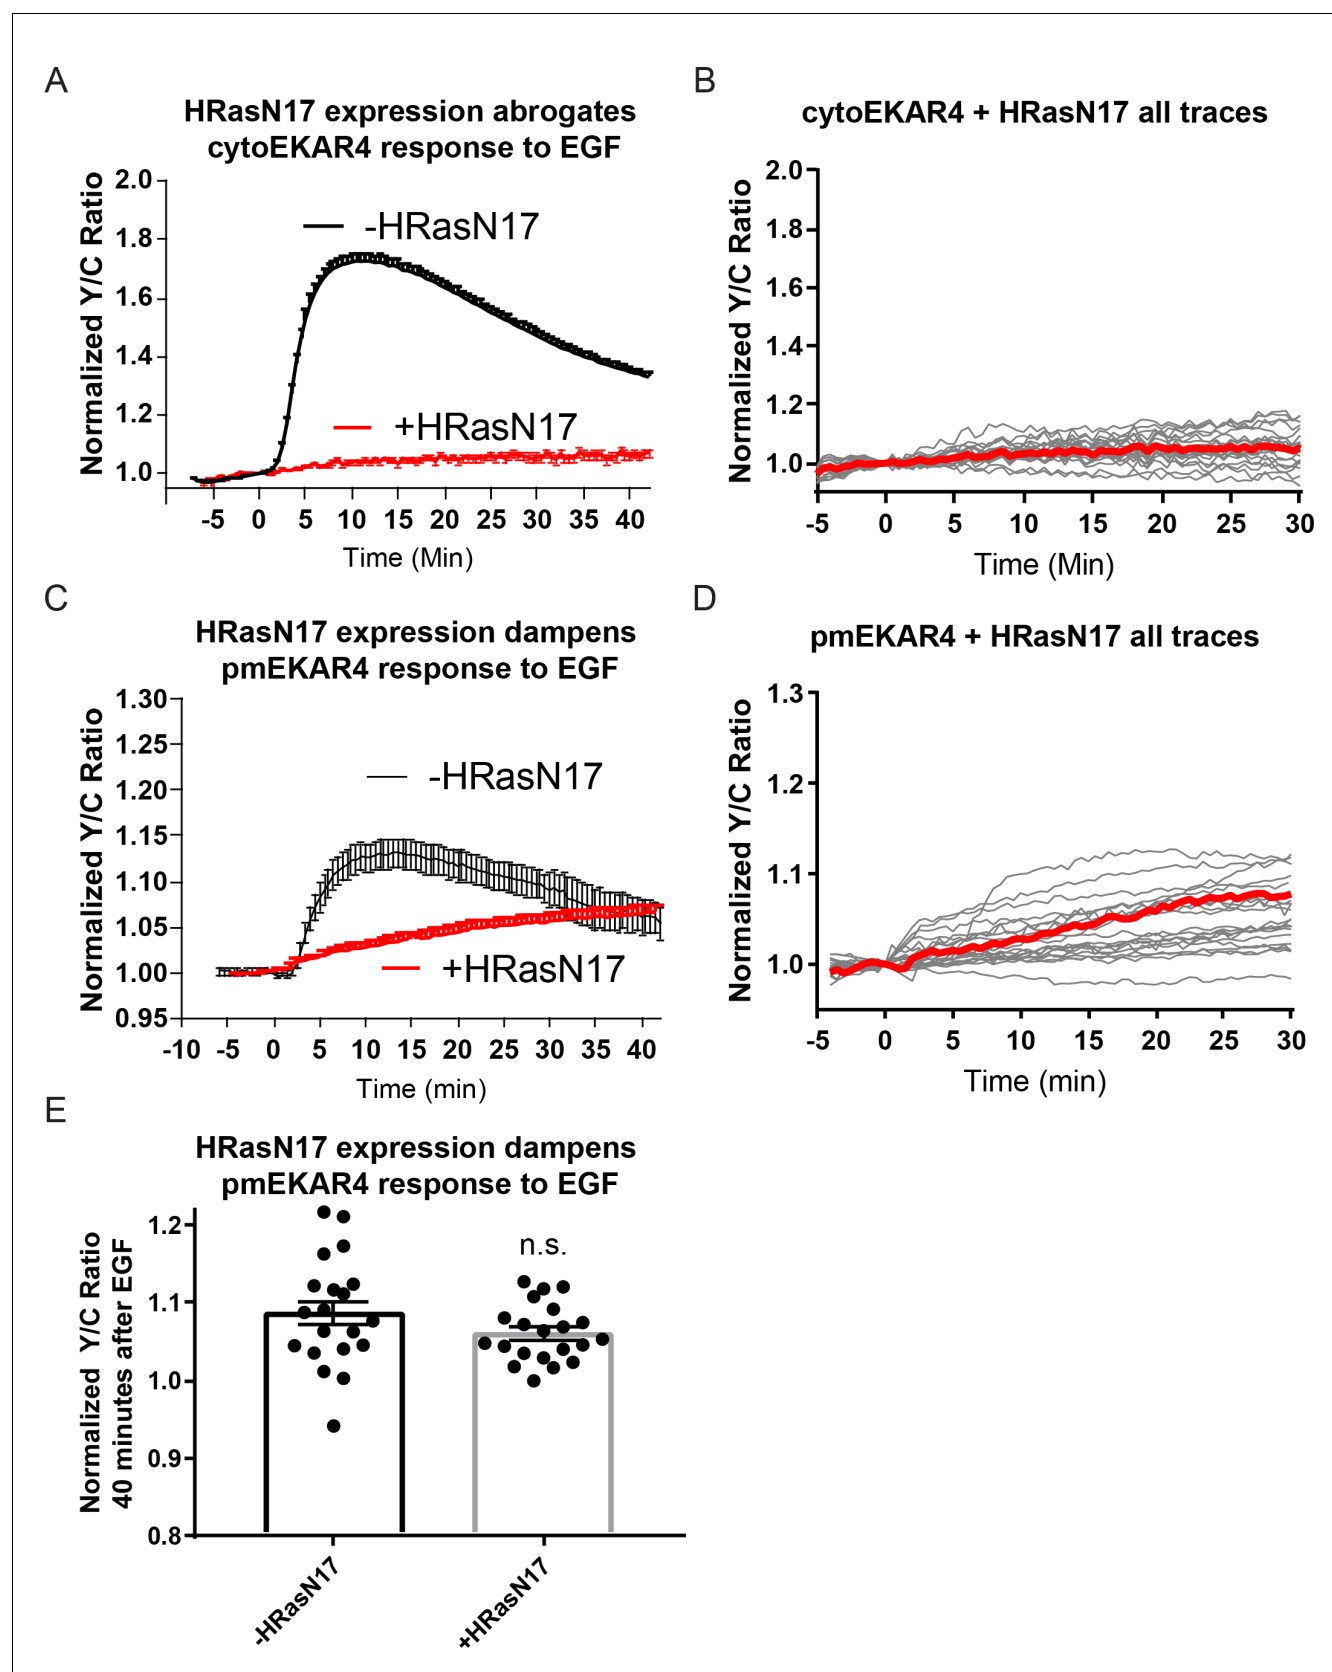 A
HRasN17 expression abrogates
cytoEKAR4 response to EGF
Normalized Y/C Ratio
2.0
1.8
1.6
1.4
1.2
1.0
-HRasN17
+HRasN17
-5 0 5 10 15 20 25 30 35 40
Time (Min)
B
cytoEKAR4 + HRasN17 all traces
Normalized Y/C Ratio
2.0
1.8
1.6
1.4
1.2
1.0
-5 0 5 10 15 20 25 30
Time (Min)
C
HRasN17 expression dampens
pmEKAR4 response to EGF
Normalized Y/C Ratio
1.30
1.25
1.20
1.15
1.10
1.05
1.00
0.95
-HRasN17
+HRasN17
-10 -5 0 5 10 15 20 25 30 35 40
Time (min)
D
pmEKAR4 + HRasN17 all traces
Normalized Y/C Ratio
1.3
1.2
1.1
1.0
-5 0 5 10 15 20 25 30
Time (min)
E
HRasN17 expression dampens
pmEKAR4 response to EGF
Normalized Y/C Ratio
40 minutes after EGF
1.2
1.1
1.0
0.9
0.8
n.s.
-HRasN17
+HRasN17